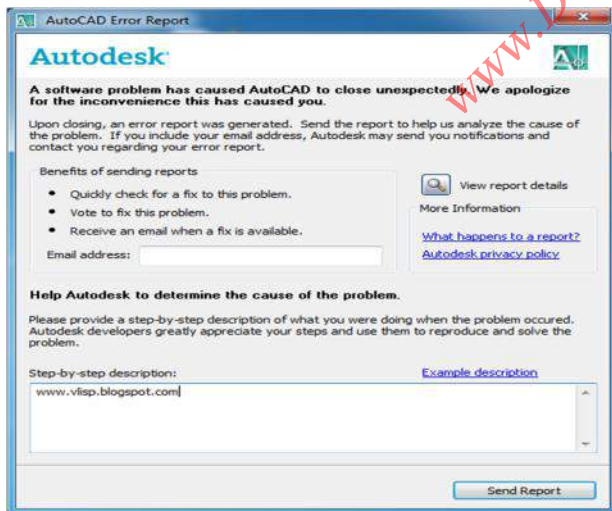 AutoCAD Error Report
Autodesk
A software problem has caused AutoCAD to close unexpectedly. We apologize
for the inconvenience this has caused you.
Upon closing, an error report was generated. Send the report to help us analyze the cause of
the problem. If you include your email address, Autodesk may send you notifications and
contact you regarding your error report.
Benefits of sending reports
• Quickly check for a fix to this problem.
• Vote to fix this problem.
• Receive an email when a fix is available.
Email address:
View report details
More Information
What happens to a report?
Autodesk privacy policy
Help Autodesk to determine the cause of the problem.
Please provide a step-by-step description of what you were doing when the problem occured.
Autodesk developers greatly appreciate your steps and use them to reproduce and solve the
problem.
Step-by-step description:
Example description
www.vlisp.blogspot.com
Send Report
www.